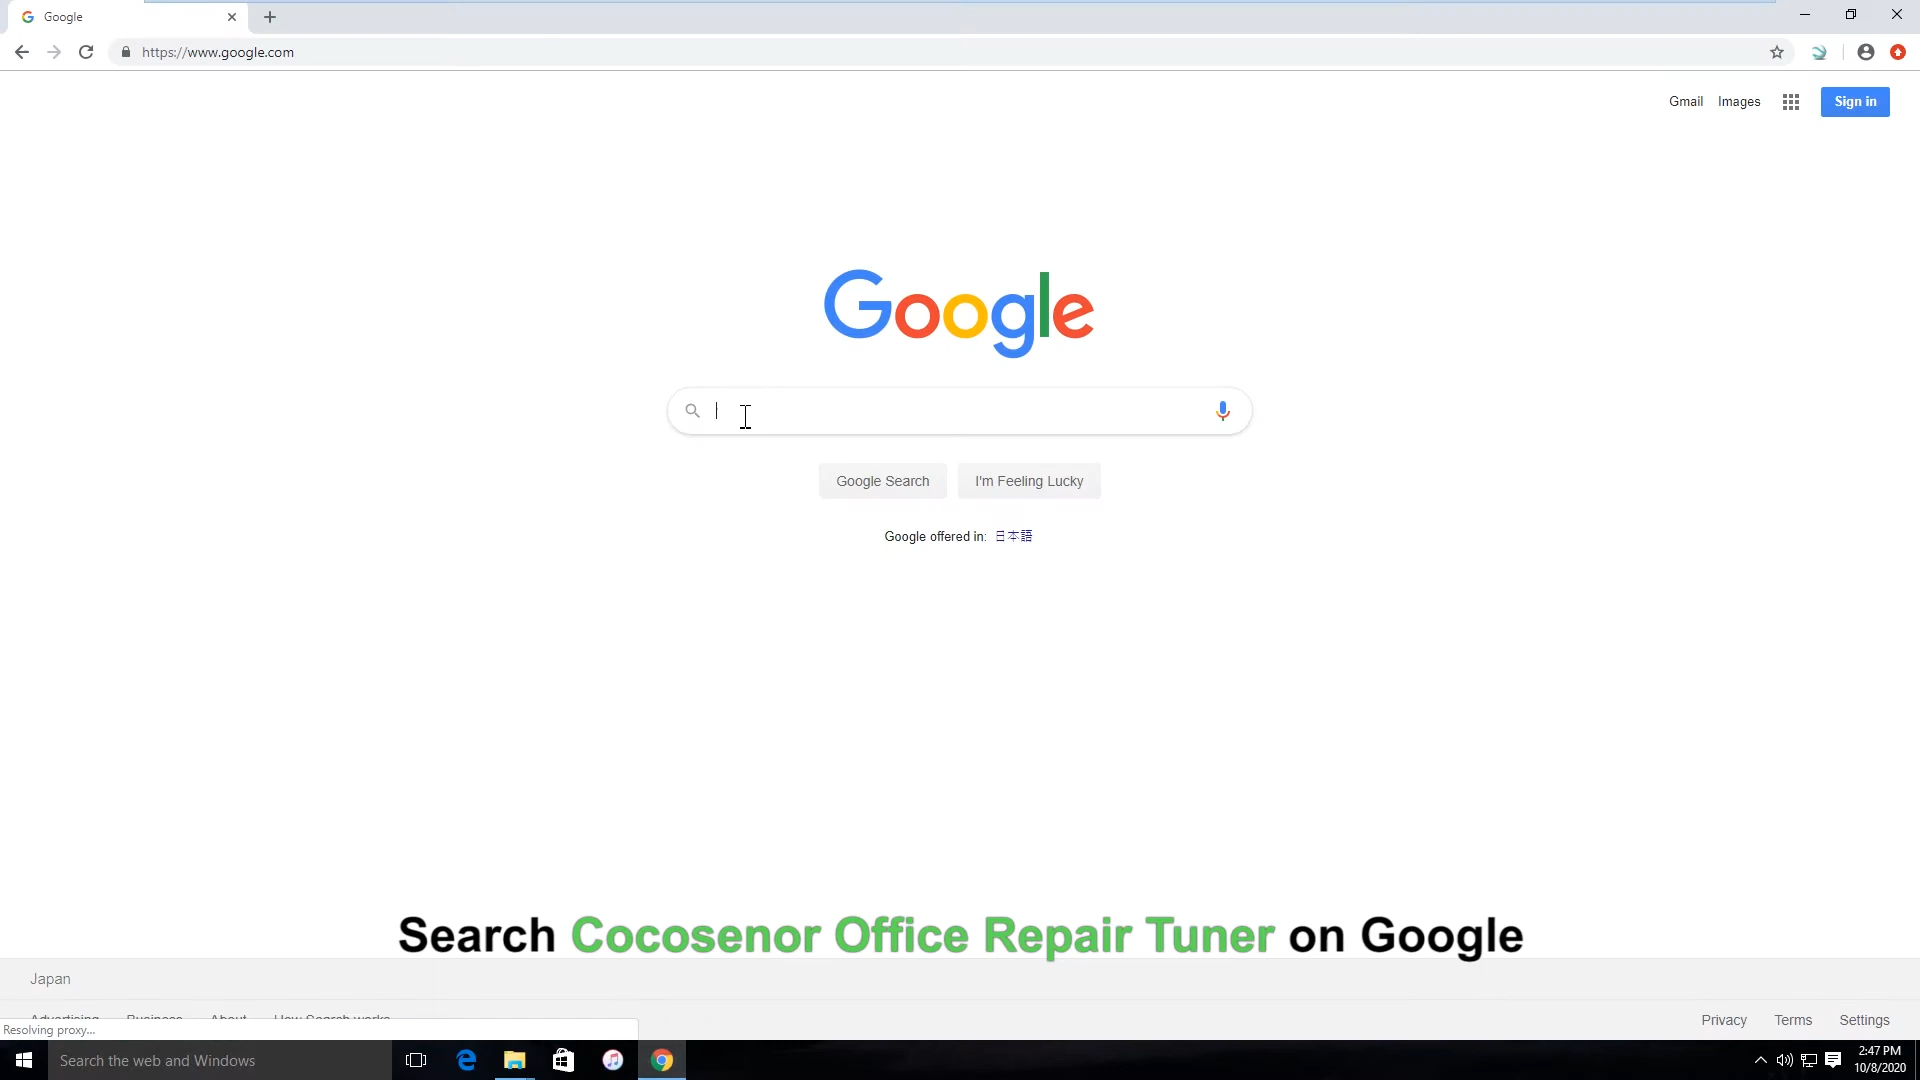 Google
https://www.google.com
Gmail Images Sign in
Google
Google Search I'm Feeling Lucky
Google offered in: 日本語
Search Cocosenor Office Repair Tuner on Google
Japan
Advertising Business About How Search works
Privacy Terms Settings
Resolving proxy...
Search the web and Windows
2:47 PM
10/8/2020